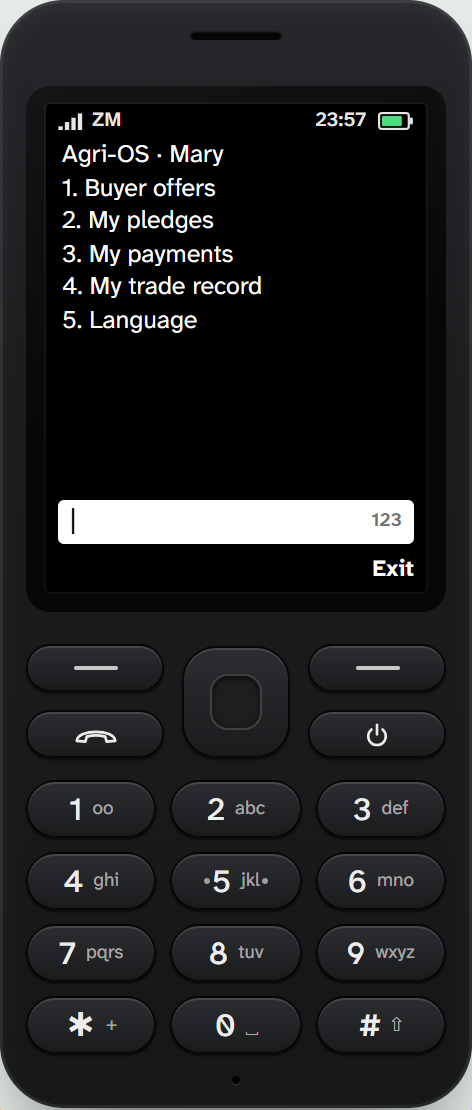 ZM 23:57
Agri-OS · Mary
1. Buyer offers
2. My pledges
3. My payments
4. My trade record
5. Language
123
Exit
1 oo 2 abc 3 def
4 ghi 5 jkl 6 mno
7 pqrs 8 tuv 9 wxyz
* + 0 ⎵ # ⇧